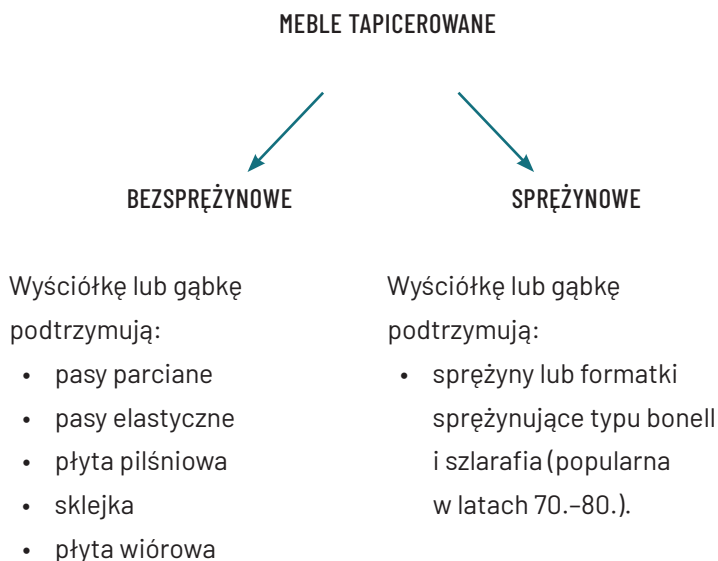 MEBLE TAPICEROWANE
BEZSPRĘŻYNOWE
Wyściółkę lub gąbkę
podtrzymują:
• pasy parciane
• pasy elastyczne
• płyta pilśniowa
• sklejka
• płyta wiórowa
SPRĘŻYNOWE
Wyściółkę lub gąbkę
podtrzymują:
• sprężyny lub formatki
sprężynujące typu bonell
i szlarafia (popularna
w latach 70.–80.).